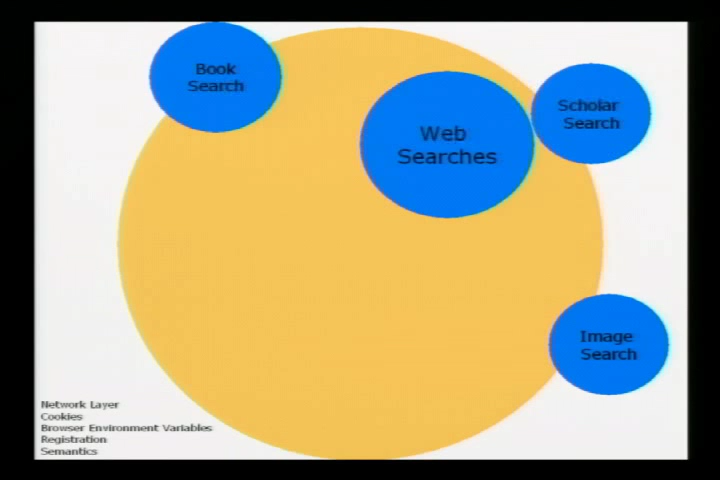 Book
Search
Web
Searches
Scholar
Search
Image
Search
Network Layer
Cookies
Browser Environment Variables
Registration
Semantics